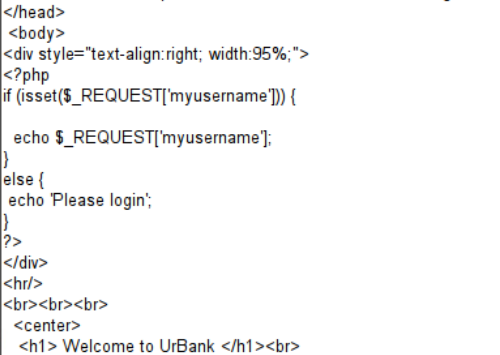 </head>
<body>
<div style="text-align:right; width:95%;">
<?php
if (isset($_REQUEST['myusername'])) {
echo $_REQUEST['myusername'];
}
else {
echo 'Please login';
}
?>
</div>
<hr/>
<br><br><br>
<center>
<h1> Welcome to UrBank </h1><br>